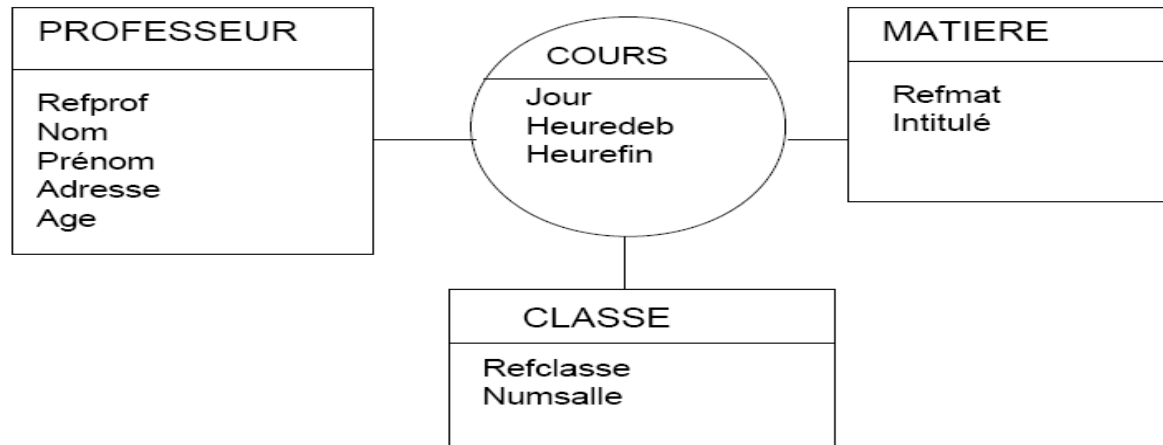 PROFESSEUR
Refprof
Nom
Prénom
Adresse
Age
COURS
Jour
Heuredeb
Heurefin
MATIERE
Refmat
Intitulé
CLASSE
Refclasse
Numsalle